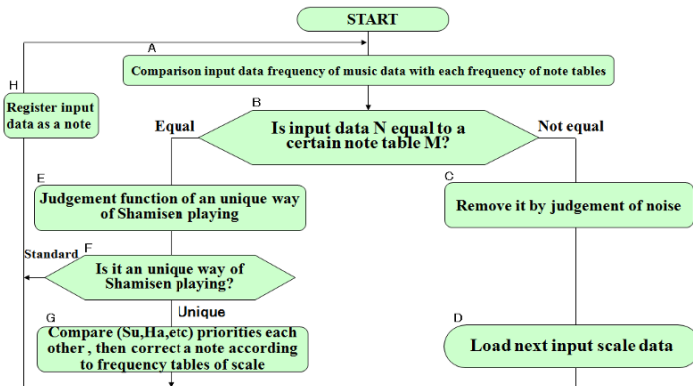 START
A
Comparison input data frequency of music data with each frequency of note tables
H
Register input
data as a note
B
Equal
Is input data N equal to a
certain note table M?
Not equal
E
Judgement function of an unique way
of Shamisen playing
C
Remove it by judgement of noise
Standard
F
Is it an unique way of
Shamisen playing?
Unique
G
Compare (Su,Ha,etc) priorities each
other , then correct a note according
to frequency tables of scale
D
Load next input scale data